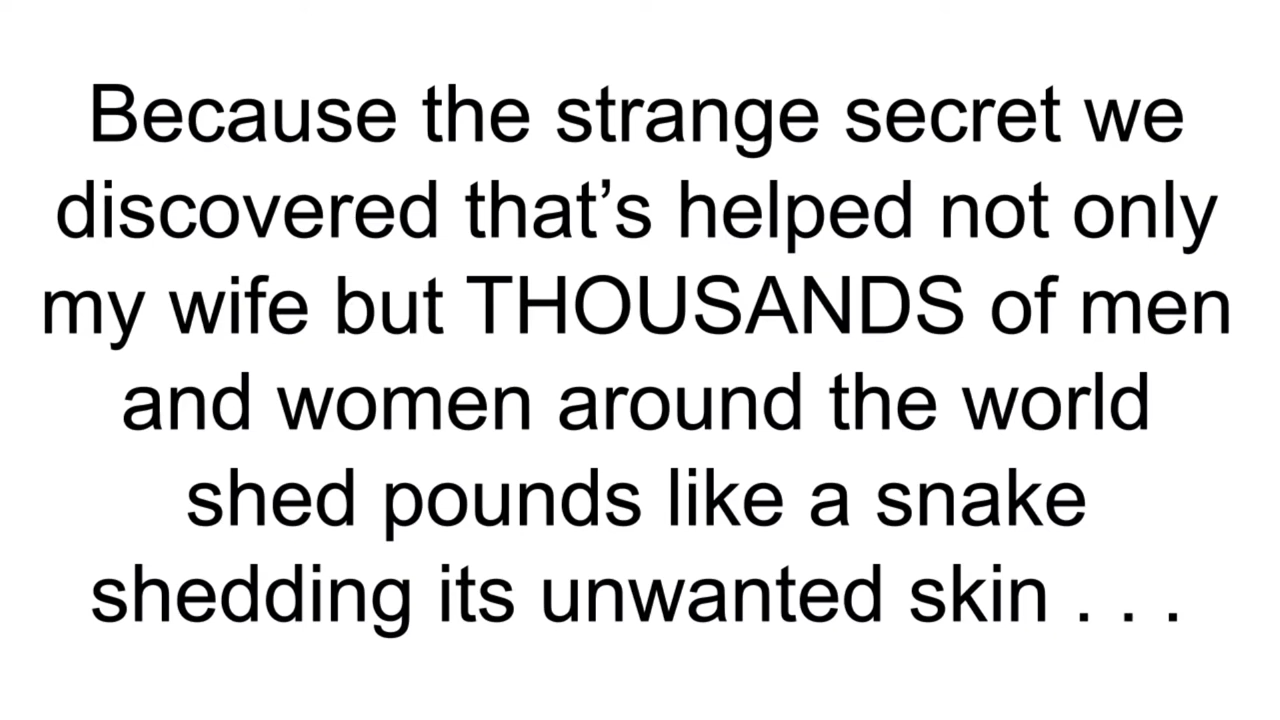 Because the strange secret we
discovered that’s helped not only
my wife but THOUSANDS of men
and women around the world
shed pounds like a snake
shedding its unwanted skin . . .